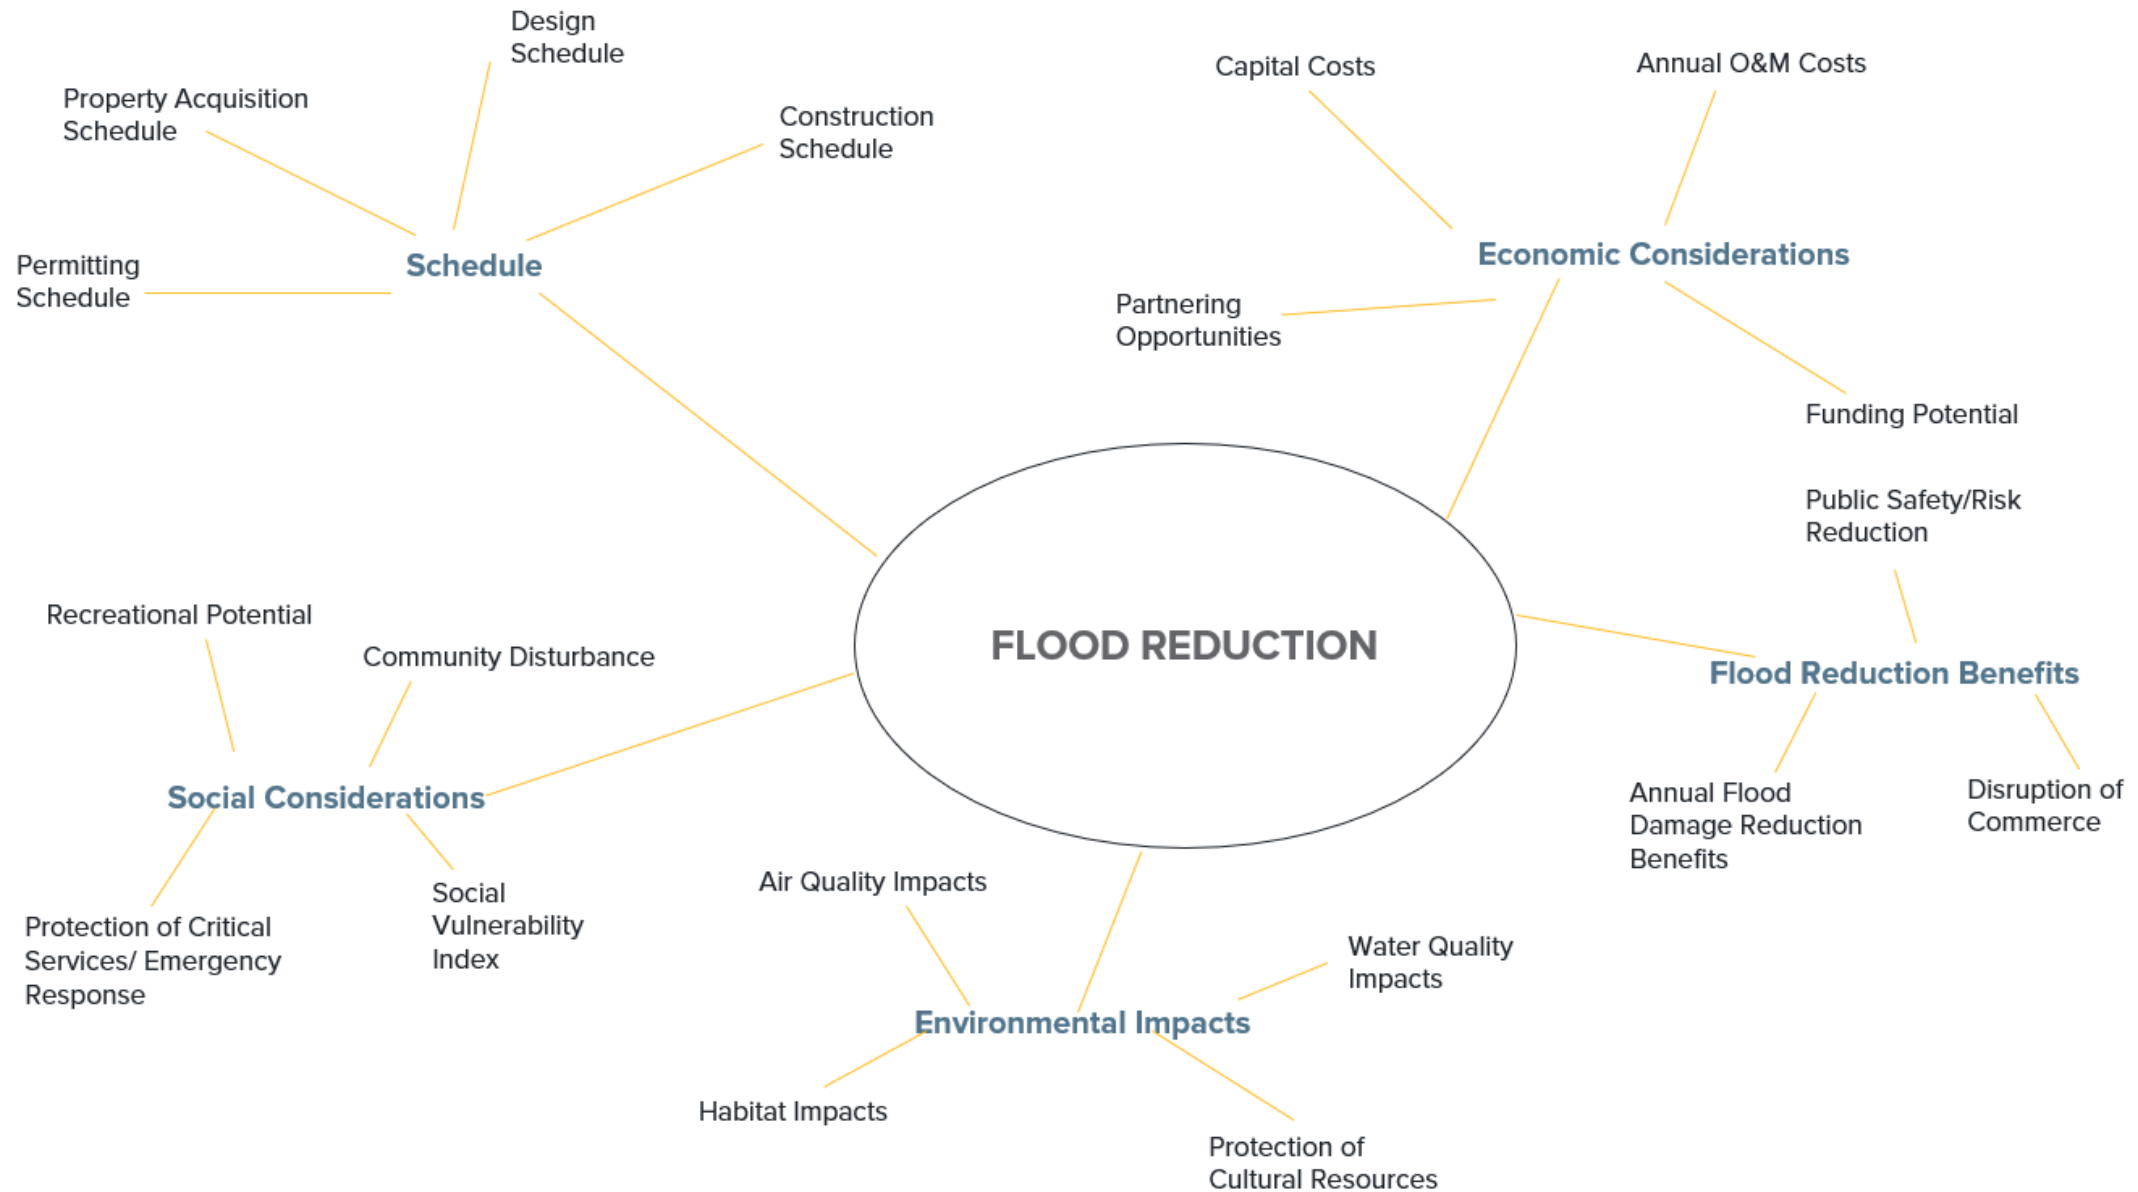 Design
Schedule
Property Acquisition
Schedule
Construction
Schedule
Permitting
Schedule
Schedule
Capital Costs
Annual O&M Costs
Economic Considerations
Partnering
Opportunities
Funding Potential
FLOOD REDUCTION
Public Safety/Risk
Reduction
Flood Reduction Benefits
Annual Flood
Damage Reduction
Benefits
Disruption of
Commerce
Recreational Potential
Community Disturbance
Social Considerations
Protection of Critical
Services/ Emergency
Response
Social
Vulnerability
Index
Air Quality Impacts
Water Quality
Impacts
Environmental Impacts
Habitat Impacts
Protection of
Cultural Resources